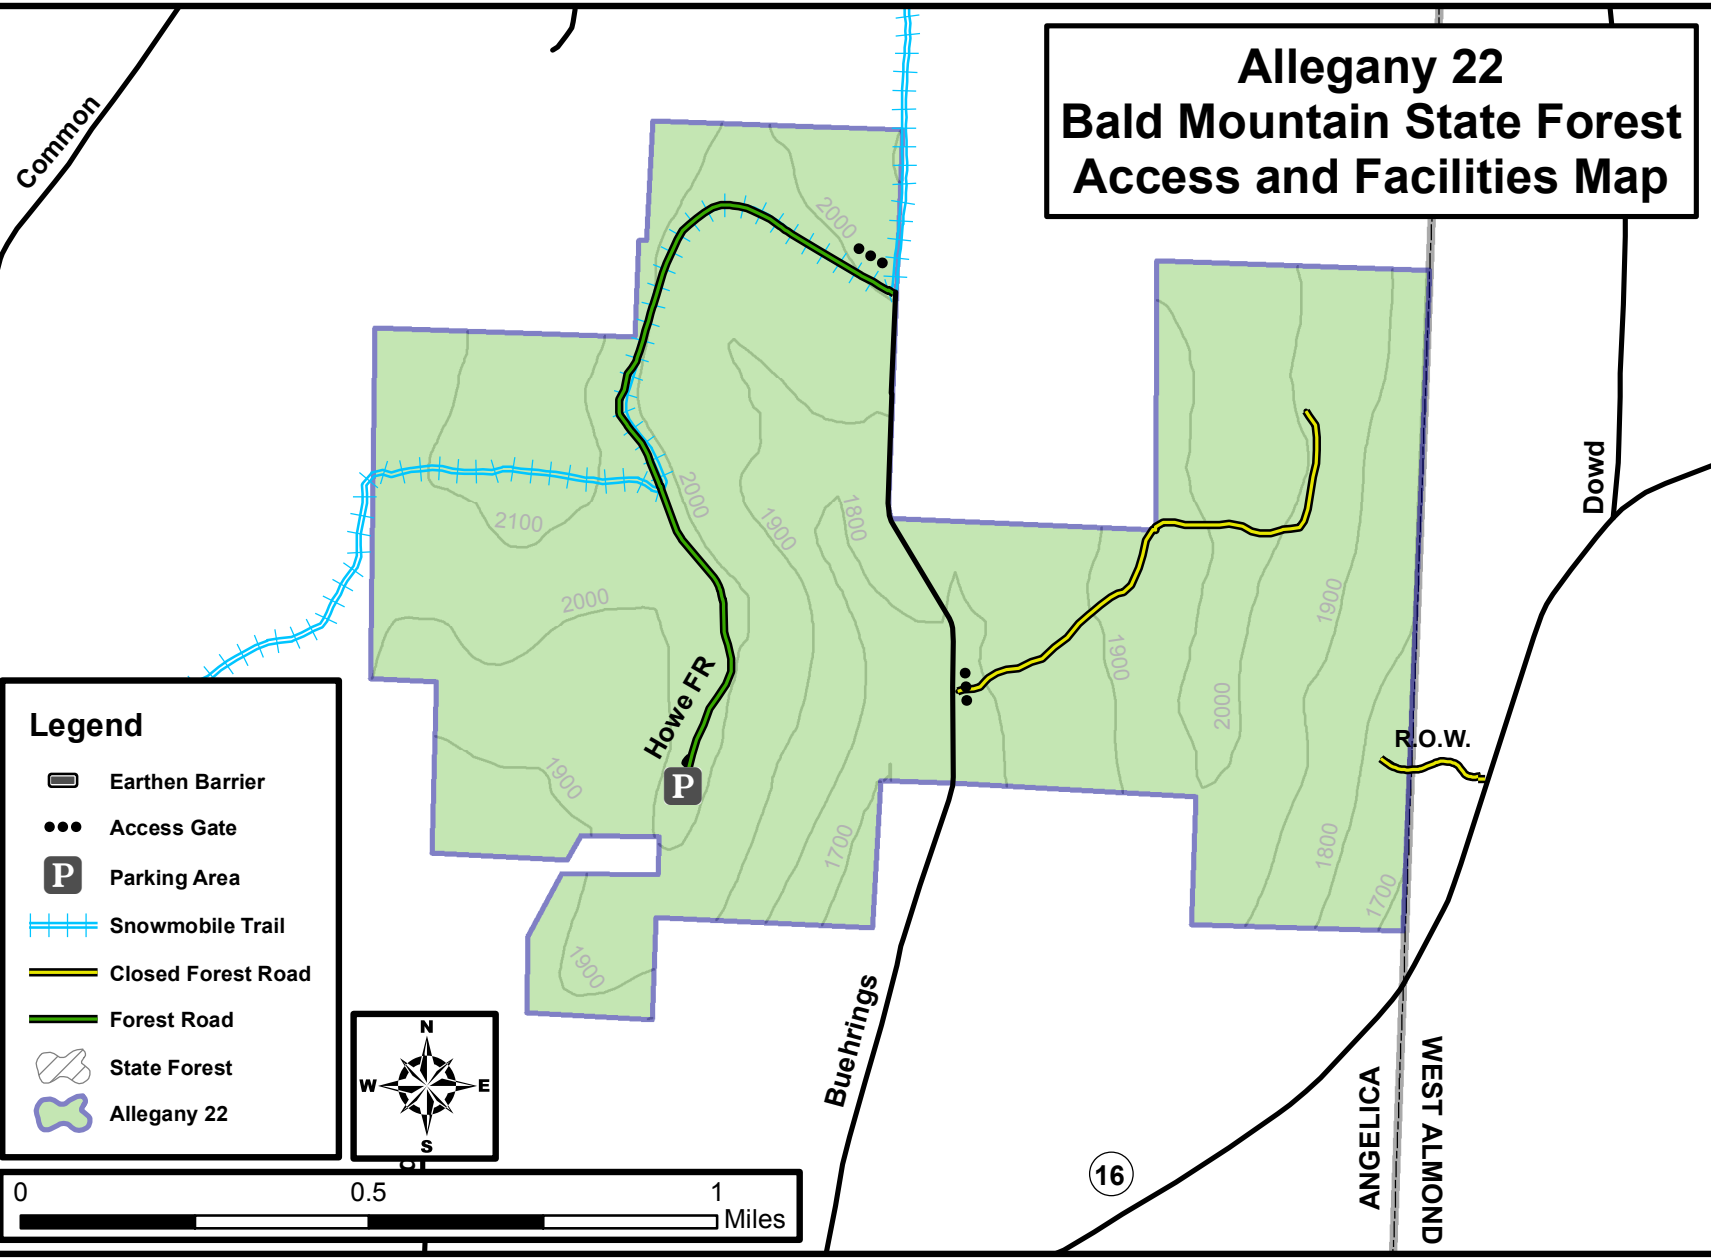 Allegany 22
Bald Mountain State Forest
Access and Facilities Map
Common
2000
Dowd
2000
1900
1800
2100
2000
1900
1900
2000
Howe FR
R.O.W.
1900
P
1700
1800
1700
1900
Buehrings
Legend
Earthen Barrier
Access Gate
P Parking Area
Snowmobile Trail
Closed Forest Road
Forest Road
State Forest
Allegany 22
N
W E
S
ANGELICA
WEST ALMOND
16
0 0.5 1
Miles